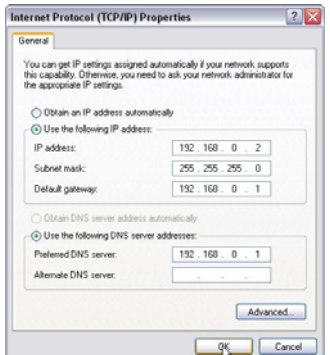 Internet Protocol (TCP/IP) Properties
General
You can get IP settings assigned automatically if your network supports
this capability. Otherwise, you need to ask your network administrator for
the appropriate IP settings.
Obtain an IP address automatically
Use the following IP address:
IP address: 192 . 168 . 0 . 2
Subnet mask: 255 . 255 . 255 . 0
Default gateway: 192 . 168 . 0 . 1
Obtain DNS server address automatically
Use the following DNS server addresses:
Preferred DNS server: 192 . 168 . 0 . 1
Alternate DNS server: . . .
Advanced...
OK Cancel